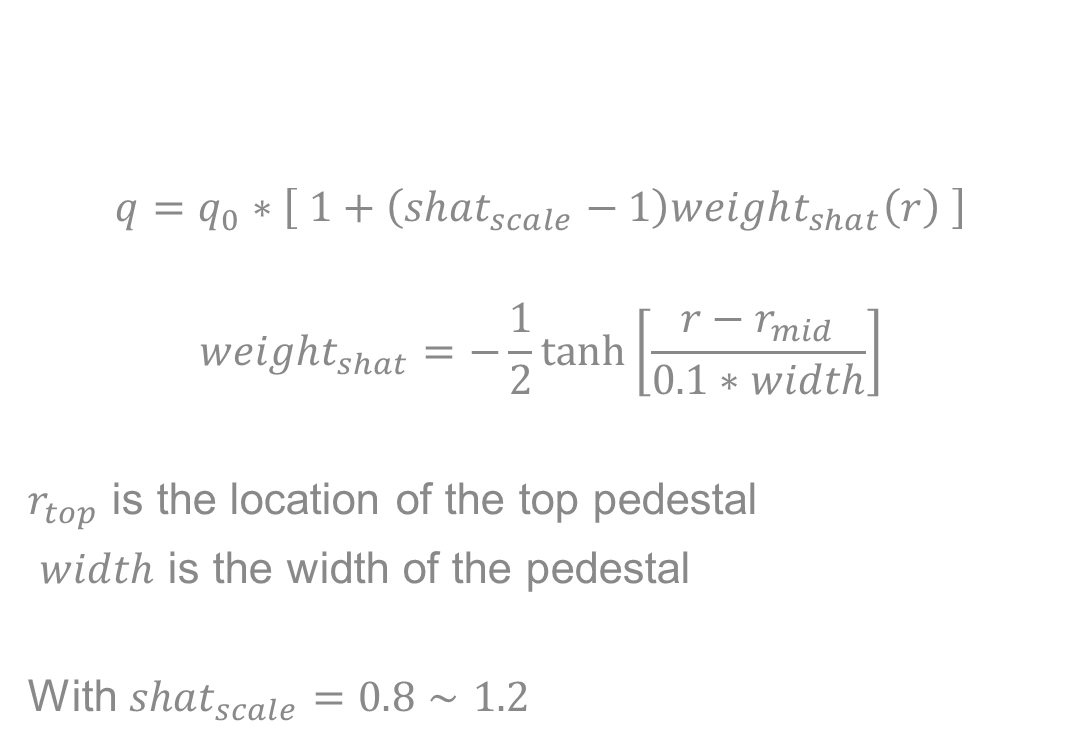 q = q₀ * [ 1 + (shat_scale − 1)weight_shat(r) ]
weight_shat = −1/2 tanh [ (r − r_mid) / (0.1 * width) ]
r_top is the location of the top pedestal
width is the width of the pedestal
With shat_scale = 0.8 ~ 1.2